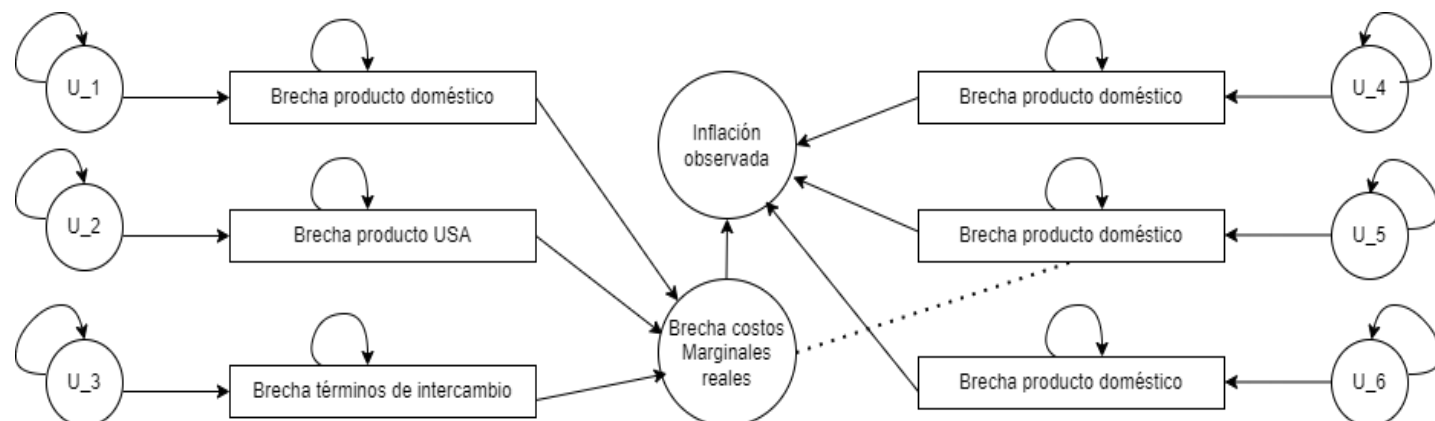 U_1
Brecha producto doméstico
U_2
Brecha producto USA
U_3
Brecha términos de intercambio
Inflación
observada
Brecha costos
Marginales
reales
Brecha producto doméstico
U_4
Brecha producto doméstico
U_5
Brecha producto doméstico
U_6